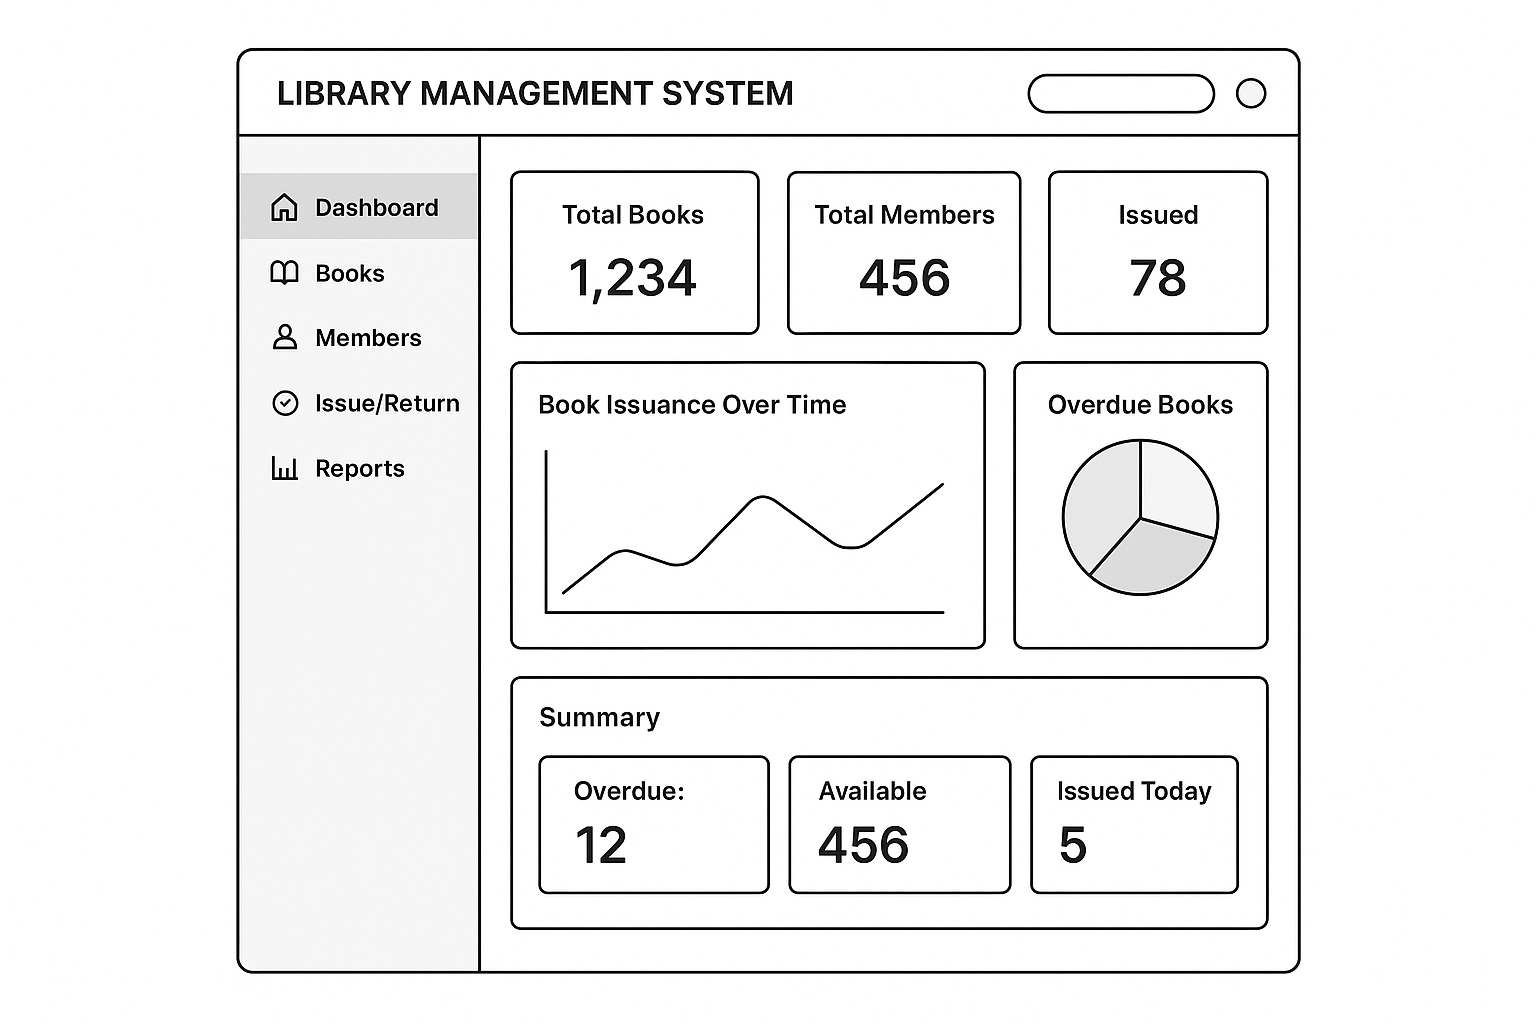 LIBRARY MANAGEMENT SYSTEM
Dashboard
Books
Members
Issue/Return
Reports
Total Books
1,234
Total Members
456
Issued
78
Book Issuance Over Time
Overdue Books
Summary
Overdue:
12
Available
456
Issued Today
5